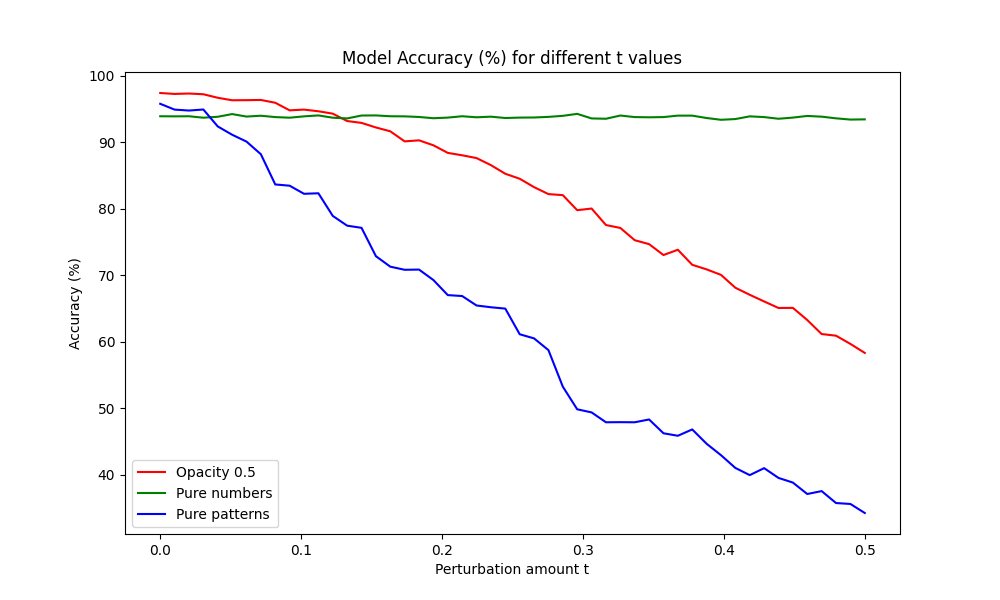 Model Accuracy (%) for different t values
Accuracy (%)
100
90
80
70
60
50
40
Opacity 0.5
Pure numbers
Pure patterns
0.0 0.1 0.2 0.3 0.4 0.5
Perturbation amount t